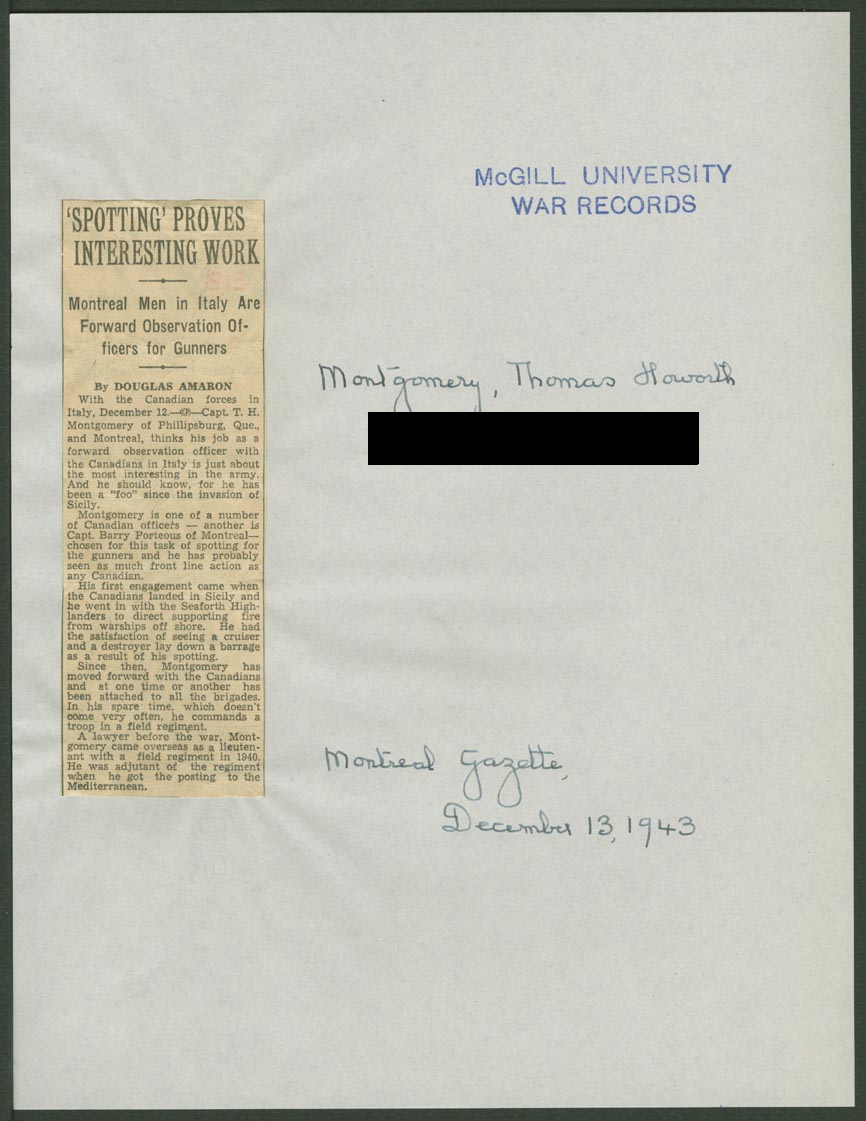 McGILL UNIVERSITY
WAR RECORDS
'SPOTTING' PROVES
INTERESTING WORK
Montreal Men in Italy Are
Forward Observation Of-
ficers for Gunners
By DOUGLAS AMARON
With the Canadian forces in
Italy, December 12.—(CP)—Capt. T. H.
Montgomery of Phillipsburg, Que.,
and Montreal, thinks his job as a
forward observation officer with
the Canadians in Italy is just about
the most interesting in the army.
And he should know, for he has
been a "foo" since the invasion of
Sicily.
Montgomery is one of a number
of Canadian officers — another is
Capt. Barry Porteous of Montreal—
chosen for this task of spotting for
the gunners and he has probably
seen as much front line action as
any Canadian.
His first engagement came when
the Canadians landed in Sicily and
he went in with the Seaforth High-
landers to direct supporting fire
from warships off shore. He had
the satisfaction of seeing a cruiser
and a destroyer lay down a barrage
as a result of his spotting.
Since then, Montgomery has
moved forward with the Canadians
and at one time or another has
been attached to all the brigades.
In his spare time, which doesn't
come very often, he commands a
troop in a field regiment.
A lawyer before the war, Mont-
gomery came overseas as a lieuten-
ant with a field regiment in 1940.
He was adjutant of the regiment
when he got the posting to the
Mediterranean.
Montgomery, Thomas Howorth
Montreal Gazette,
December 13, 1943